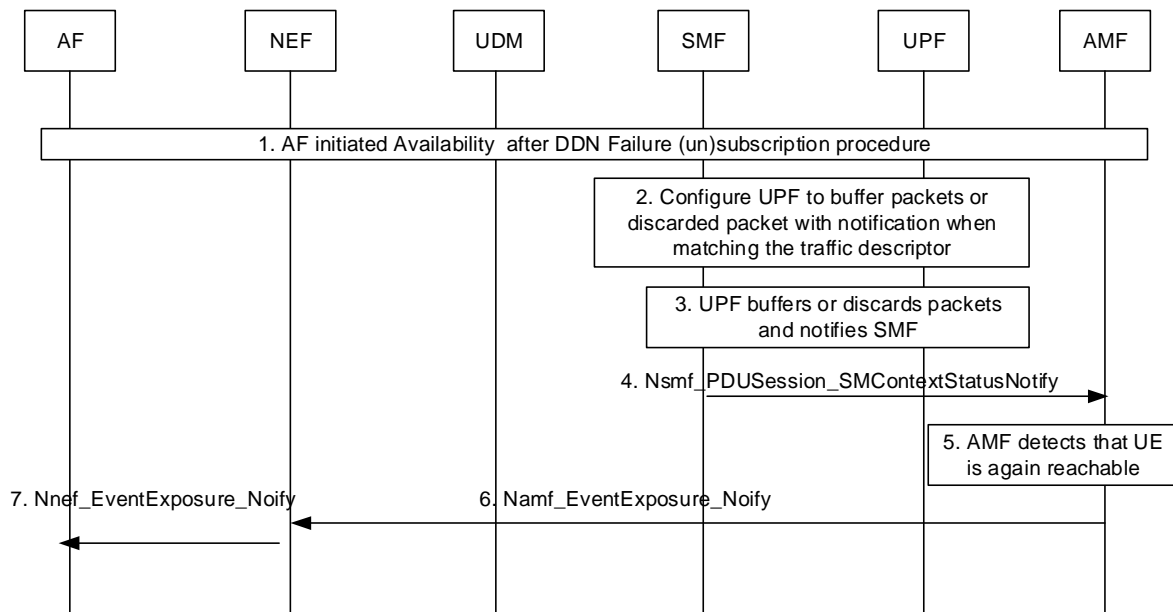 AF
NEF
UDM
SMF
UPF
AMF
1. AF initiated Availability  after DDN Failure (un)subscription procedure
2. Configure UPF to buffer packets or
discarded packet with notification when
matching the traffic descriptor
3. UPF buffers or discards packets
and notifies SMF
4. Nsmf_PDUSession_SMContextStatusNotify
5. AMF detects that UE
is again reachable
7. Nnef_EventExposure_Noify
6. Namf_EventExposure_Noify